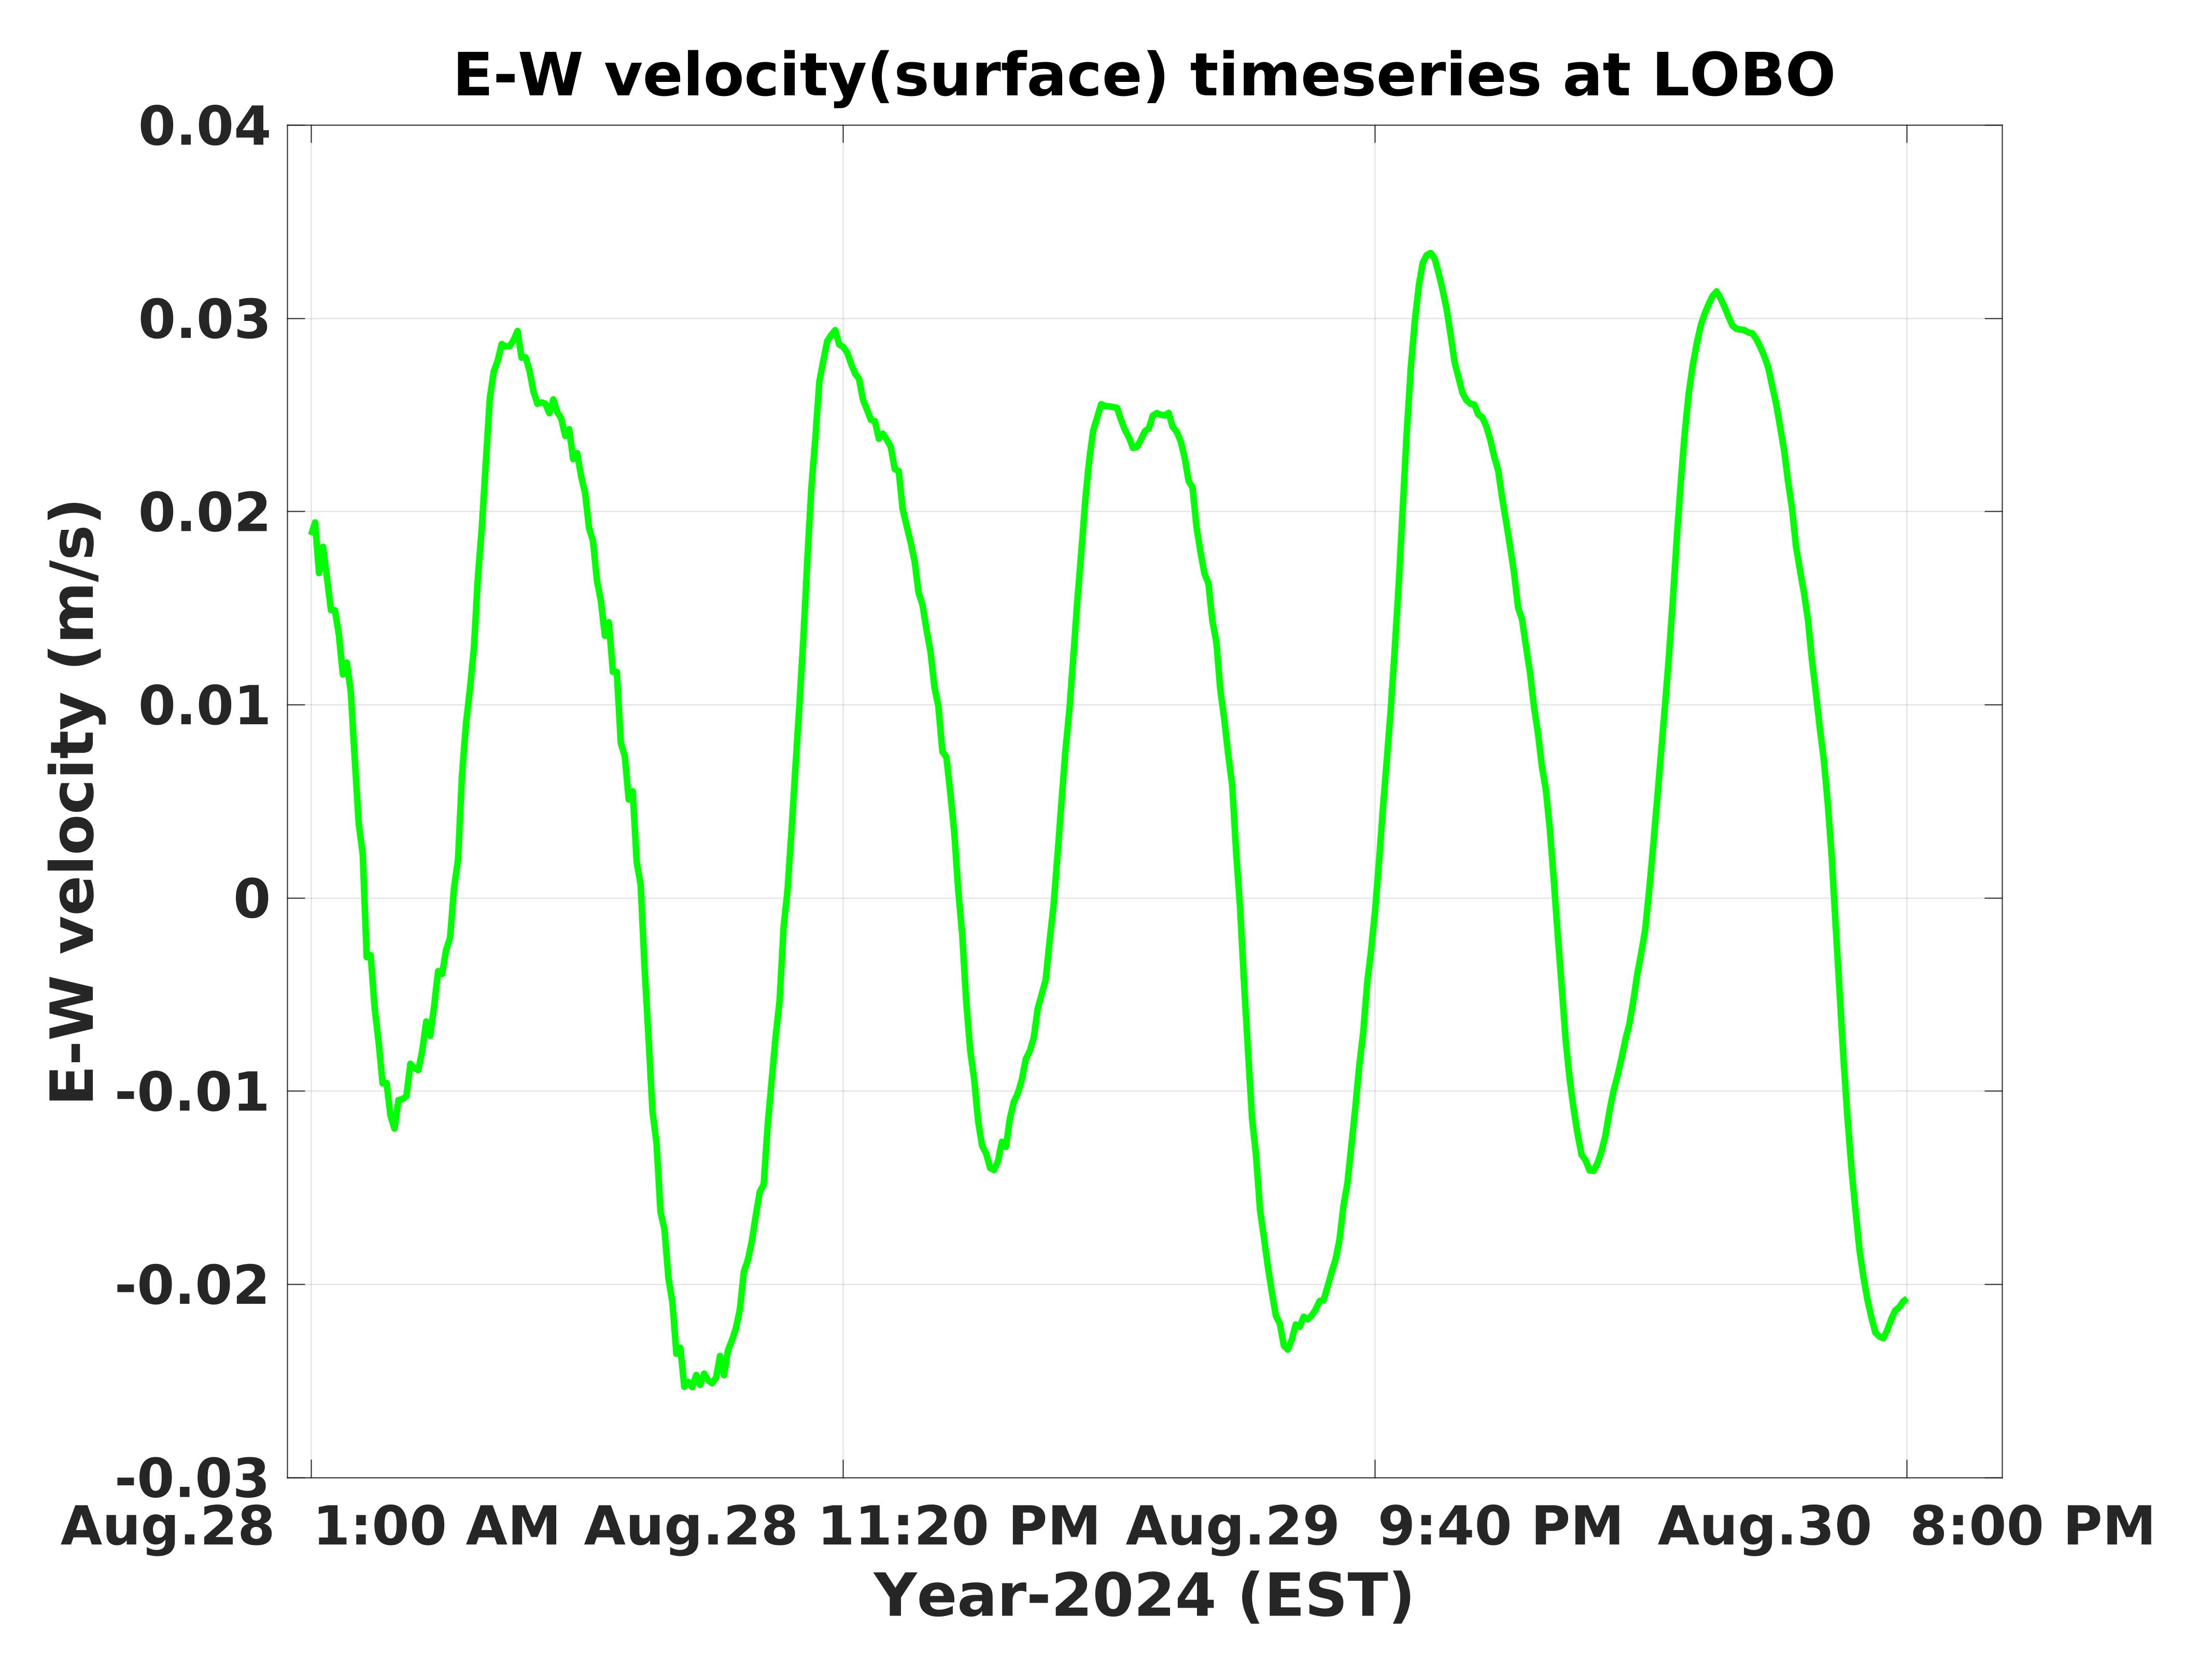 E-W velocity(surface) timeseries at LOBO
0.04
0.03
0.02
0.01
0
-0.01
-0.02
-0.03
E-W velocity (m/s)
Aug.28 1:00 AM Aug.28 11:20 PM Aug.29 9:40 PM Aug.30 8:00 PM
Year-2024 (EST)